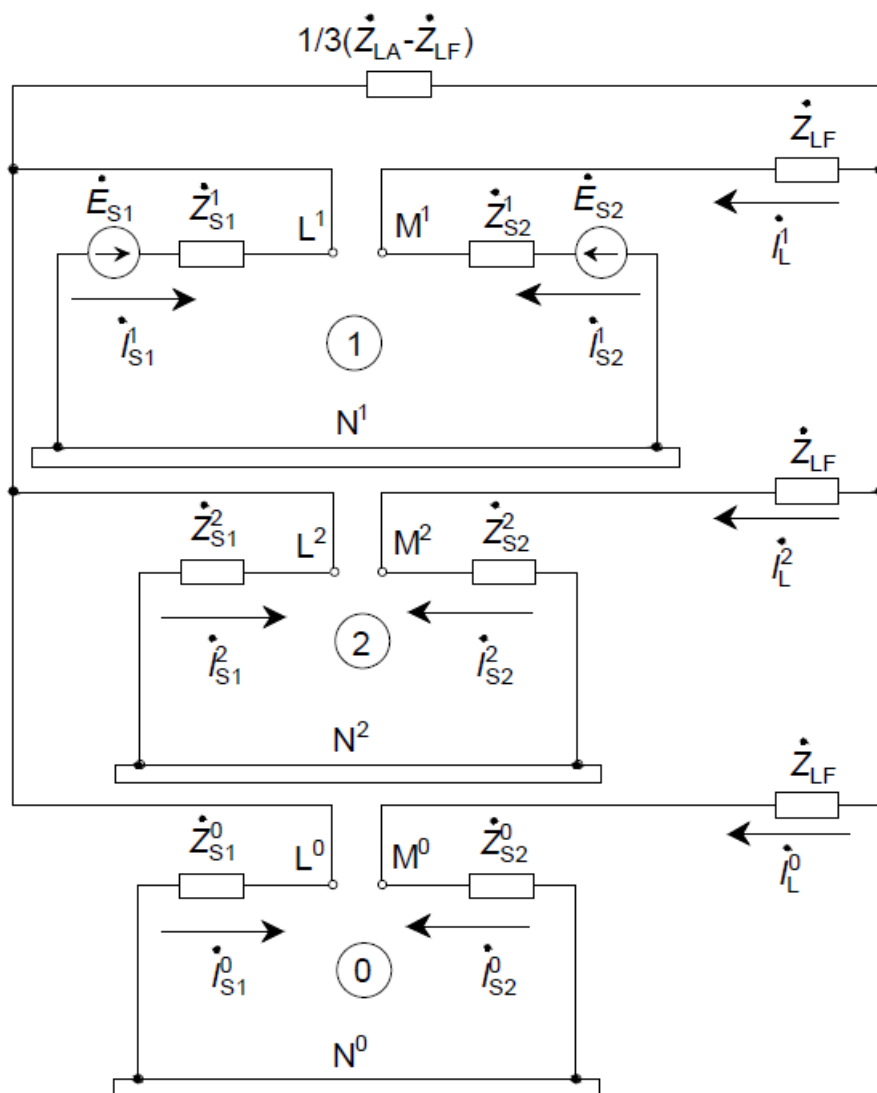 1/3(Ż_LA-Ż_LF)
Ż_LF
Ė_S1 Ż¹_S1 L¹ M¹ Ż¹_S2 Ė_S2
İ¹_L
İ¹_S1 1 İ¹_S2
N¹
Ż_LF
Ż²_S1 L² M² Ż²_S2
İ²_L
İ²_S1 2 İ²_S2
N²
Ż_LF
Ż⁰_S1 L⁰ M⁰ Ż⁰_S2
İ⁰_L
İ⁰_S1 0 İ⁰_S2
N⁰